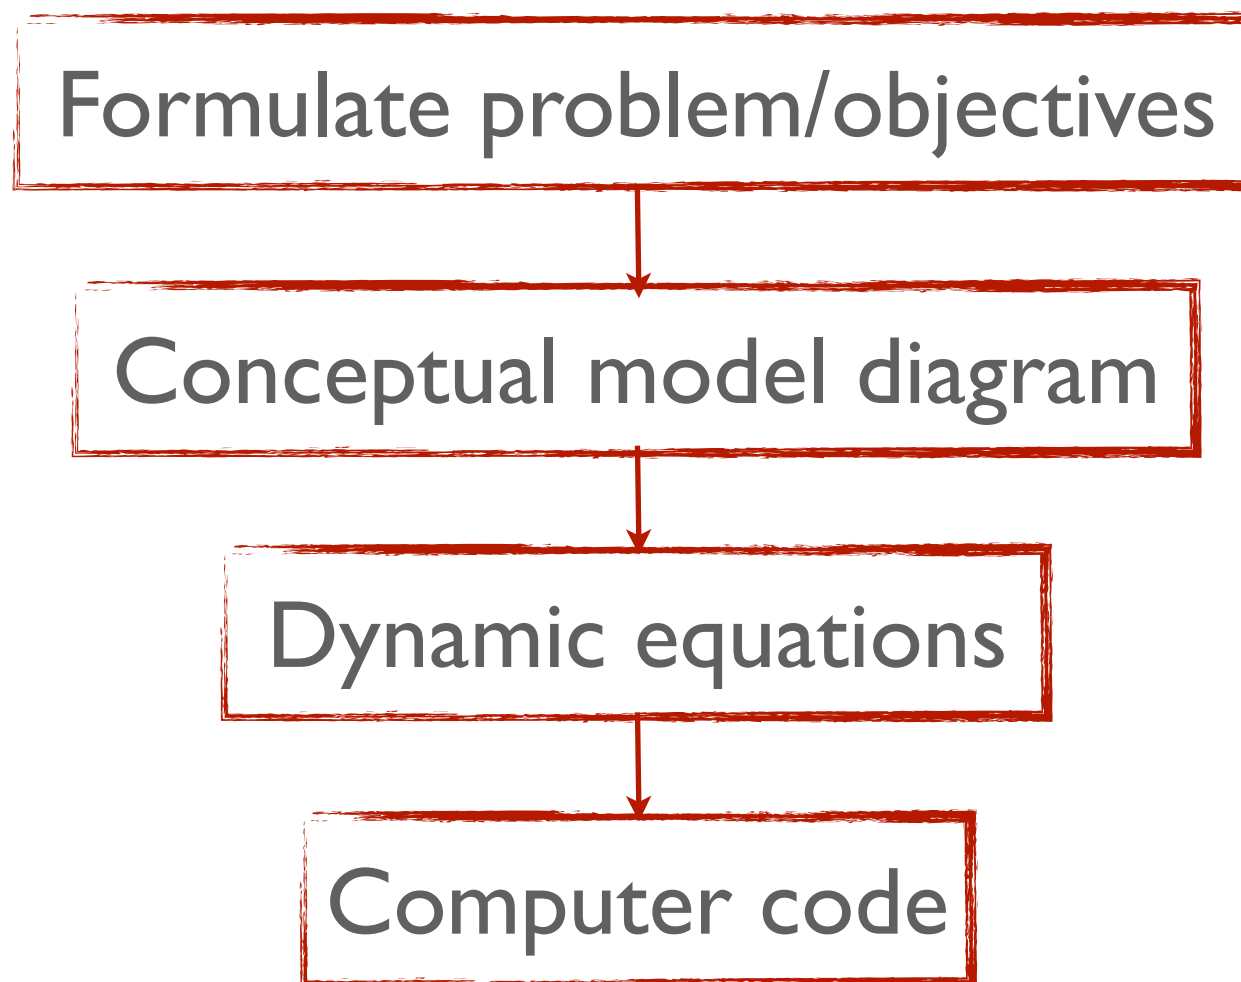 Formulate problem/objectives
Conceptual model diagram
Dynamic equations
Computer code